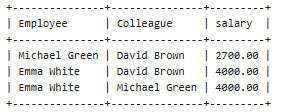 +---------------+---------------+---------+
| Employee      | Colleague     | salary  |
+---------------+---------------+---------+
| Michael Green | David Brown   | 2700.00 |
| Emma White    | David Brown   | 4000.00 |
| Emma White    | Michael Green | 4000.00 |
+---------------+---------------+---------+